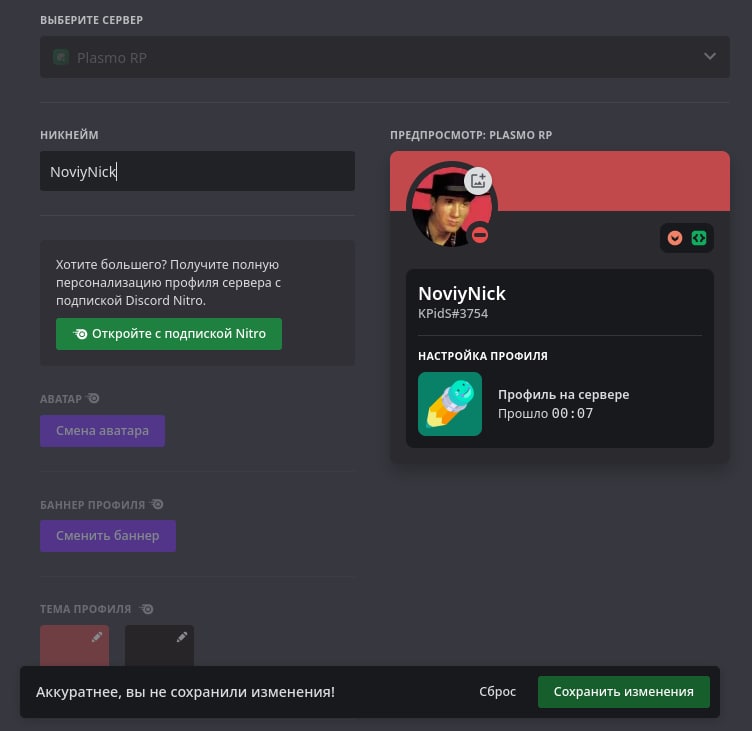 ВЫБЕРИТЕ СЕРВЕР
Plasmo RP
НИКНЕЙМ
NoviyNick
Хотите большего? Получите полную
персонализацию профиля сервера с
подпиской Discord Nitro.
Откройте с подпиской Nitro
АВАТАР
Смена аватара
БАННЕР ПРОФИЛЯ
Сменить баннер
ТЕМА ПРОФИЛЯ
ПРЕДПРОСМОТР: PLASMO RP
NoviyNick
KPidS#3754
НАСТРОЙКА ПРОФИЛЯ
Профиль на сервере
Прошло 00:07
Аккуратнее, вы не сохранили изменения!
Сброс
Сохранить изменения